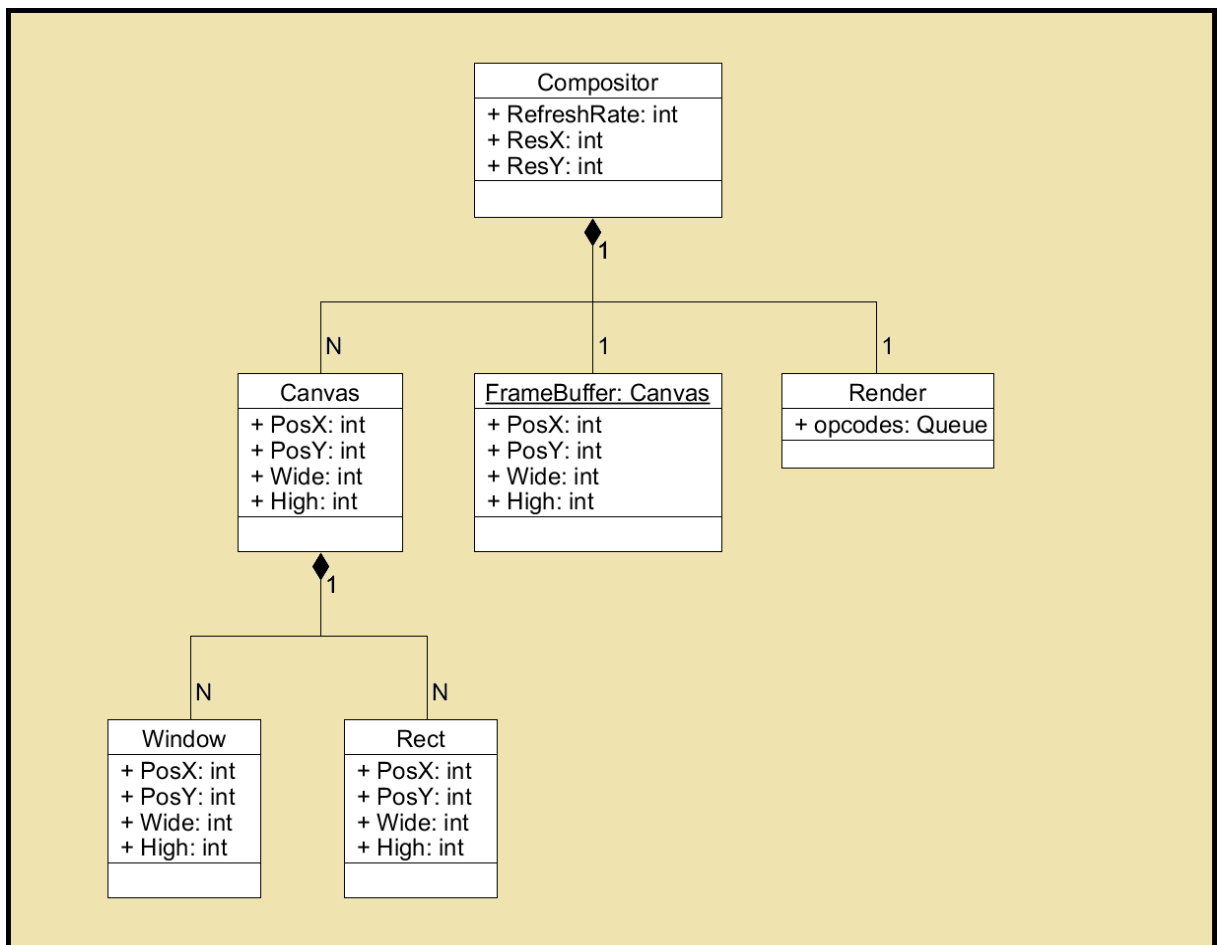 Compositor
+ RefreshRate: int
+ ResX: int
+ ResY: int
1
N
1
1
Canvas
+ PosX: int
+ PosY: int
+ Wide: int
+ High: int
FrameBuffer: Canvas
+ PosX: int
+ PosY: int
+ Wide: int
+ High: int
Render
+ opcodes: Queue
1
N
N
Window
+ PosX: int
+ PosY: int
+ Wide: int
+ High: int
Rect
+ PosX: int
+ PosY: int
+ Wide: int
+ High: int